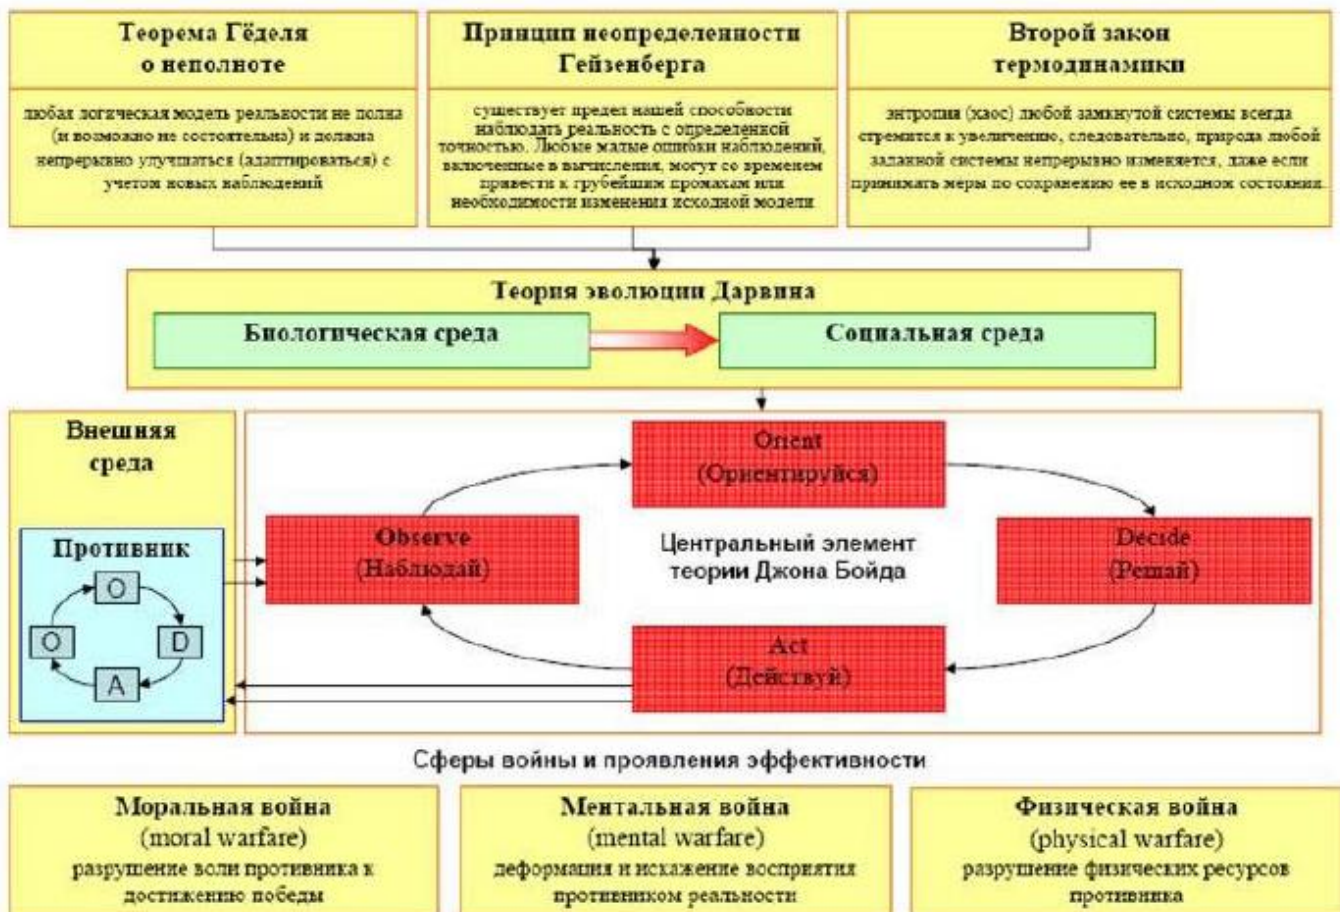 Теорема Гёделя
о неполноте
любая логическая модель реальности не полна
(и возможно не состоятельна) и должна
непрерывно улучшаться (адаптироваться) с
учетом новых наблюдений
Принцип неопределенности
Гейзенберга
существует предел нашей способности
наблюдать реальность с определенной
точностью. Любые малые ошибки наблюдений,
включенные в вычисления, могут со временем
привести к грубейшим промахам или
необходимости изменения исходной модели
Второй закон
термодинамики
энтропия (хаос) любой замкнутой системы всегда
стремится к увеличению, следовательно, природа любой
заданной системы непрерывно изменяется, даже если
принимать меры по сохранению ее в исходном состояния.
Теория эволюции Дарвина
Биологическая среда
Социальная среда
Внешняя
среда
Противник
O
O
D
A
Orient
(Ориентируйся)
Observe
(Наблюдай)
Центральный элемент
теории Джона Бойда
Decide
(Решай)
Act
(Действуй)
Сферы войны и проявления эффективности
Моральная война
(moral warfare)
разрушение воли противника к
достижению победы
Ментальная война
(mental warfare)
деформация и искажение восприятия
противником реальности
Физическая война
(physical warfare)
разрушение физических ресурсов
противника